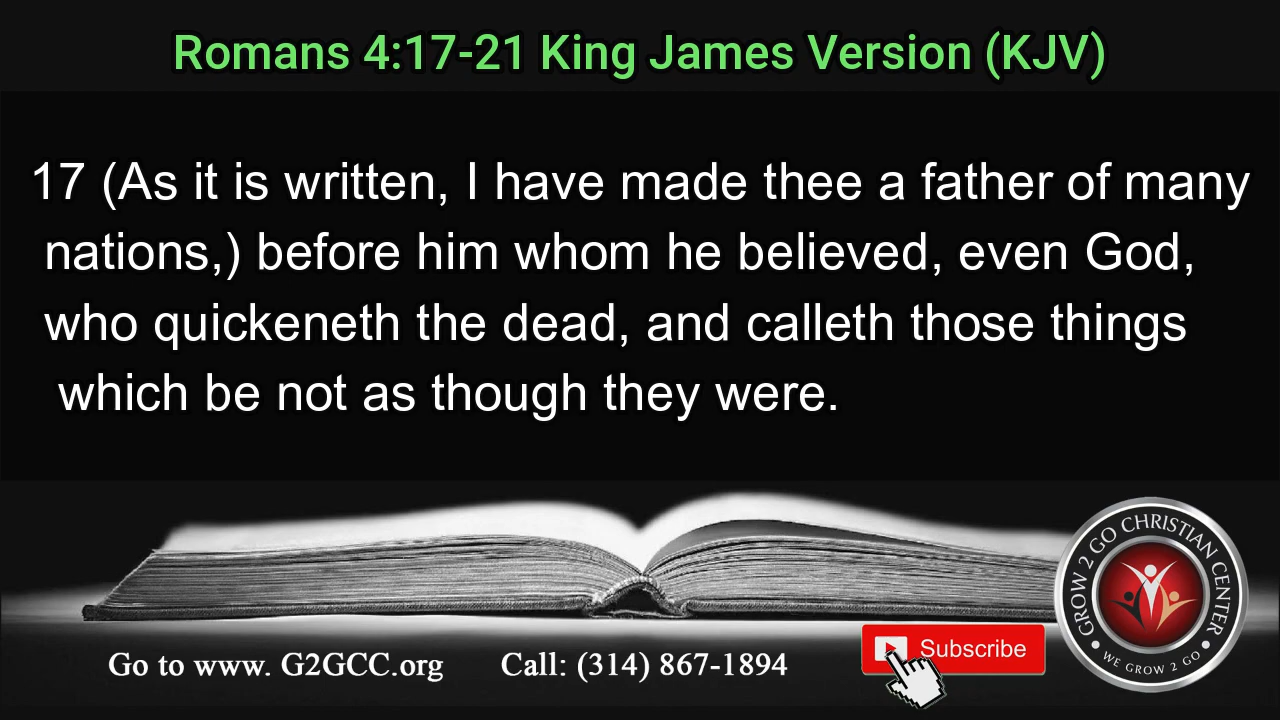 Romans 4:17-21 King James Version (KJV)
17 (As it is written, I have made thee a father of many
nations,) before him whom he believed, even God,
who quickeneth the dead, and calleth those things
which be not as though they were.
GROW 2 GO CHRISTIAN CENTER
WE GROW 2 GO
Subscribe
Go to www. G2GCC.org Call: (314) 867-1894